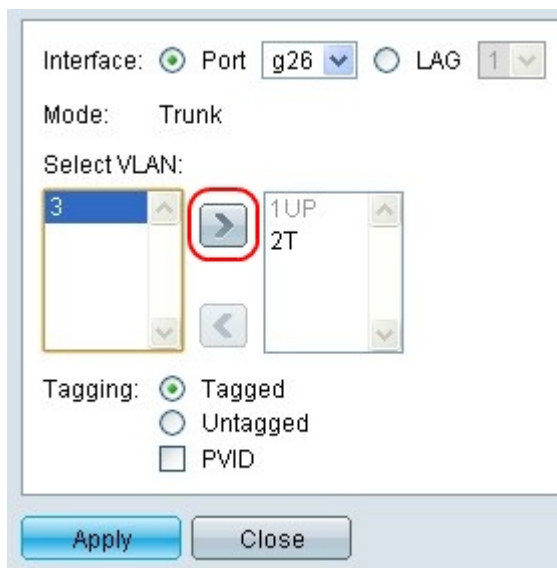 Interface: Port g26 LAG 1
Mode: Trunk
Select VLAN:
3
1UP
2T
Tagging: Tagged
Untagged
PVID
Apply Close